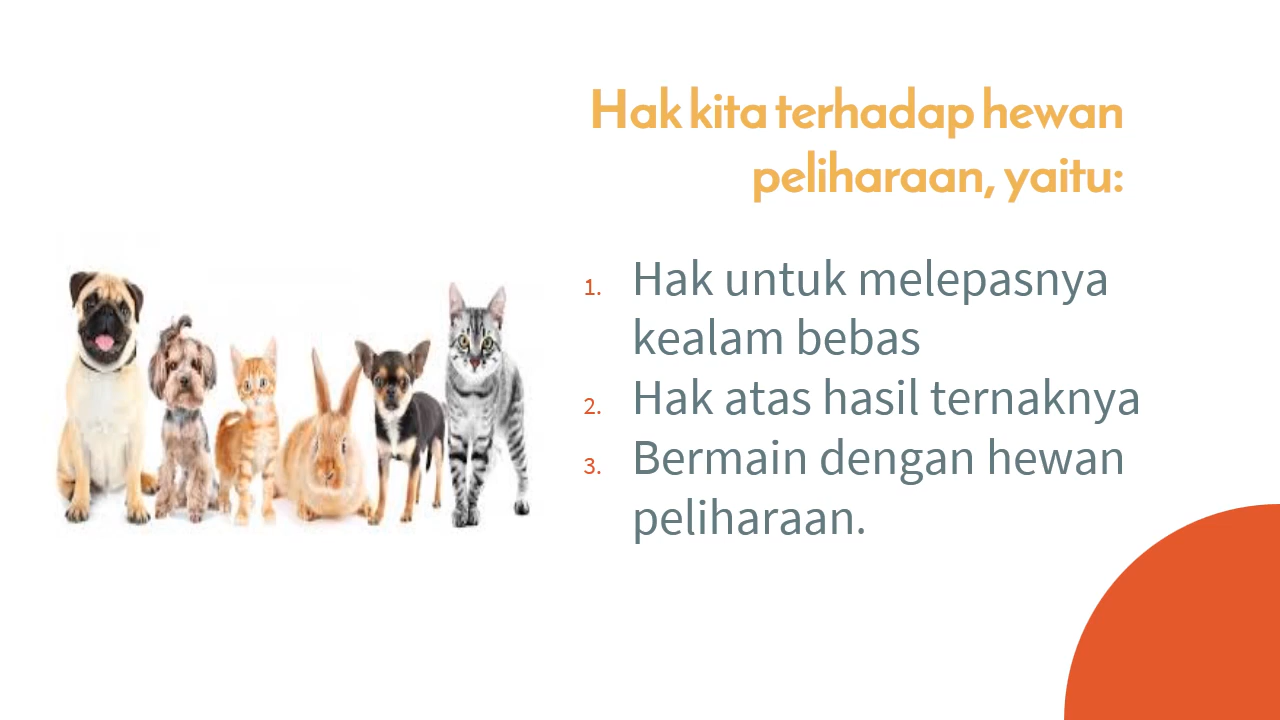 Hak kita terhadap hewan
peliharaan, yaitu:
1. Hak untuk melepasnya
kealam bebas
2. Hak atas hasil ternaknya
3. Bermain dengan hewan
peliharaan.